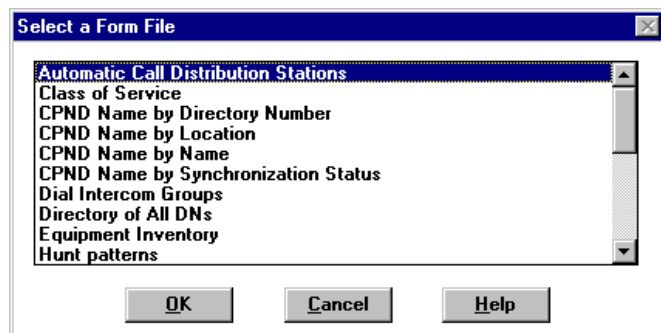 Select a Form File
Automatic Call Distribution Stations
Class of Service
CPND Name by Directory Number
CPND Name by Location
CPND Name by Name
CPND Name by Synchronization Status
Dial Intercom Groups
Directory of All DNs
Equipment Inventory
Hunt patterns
OK Cancel Help